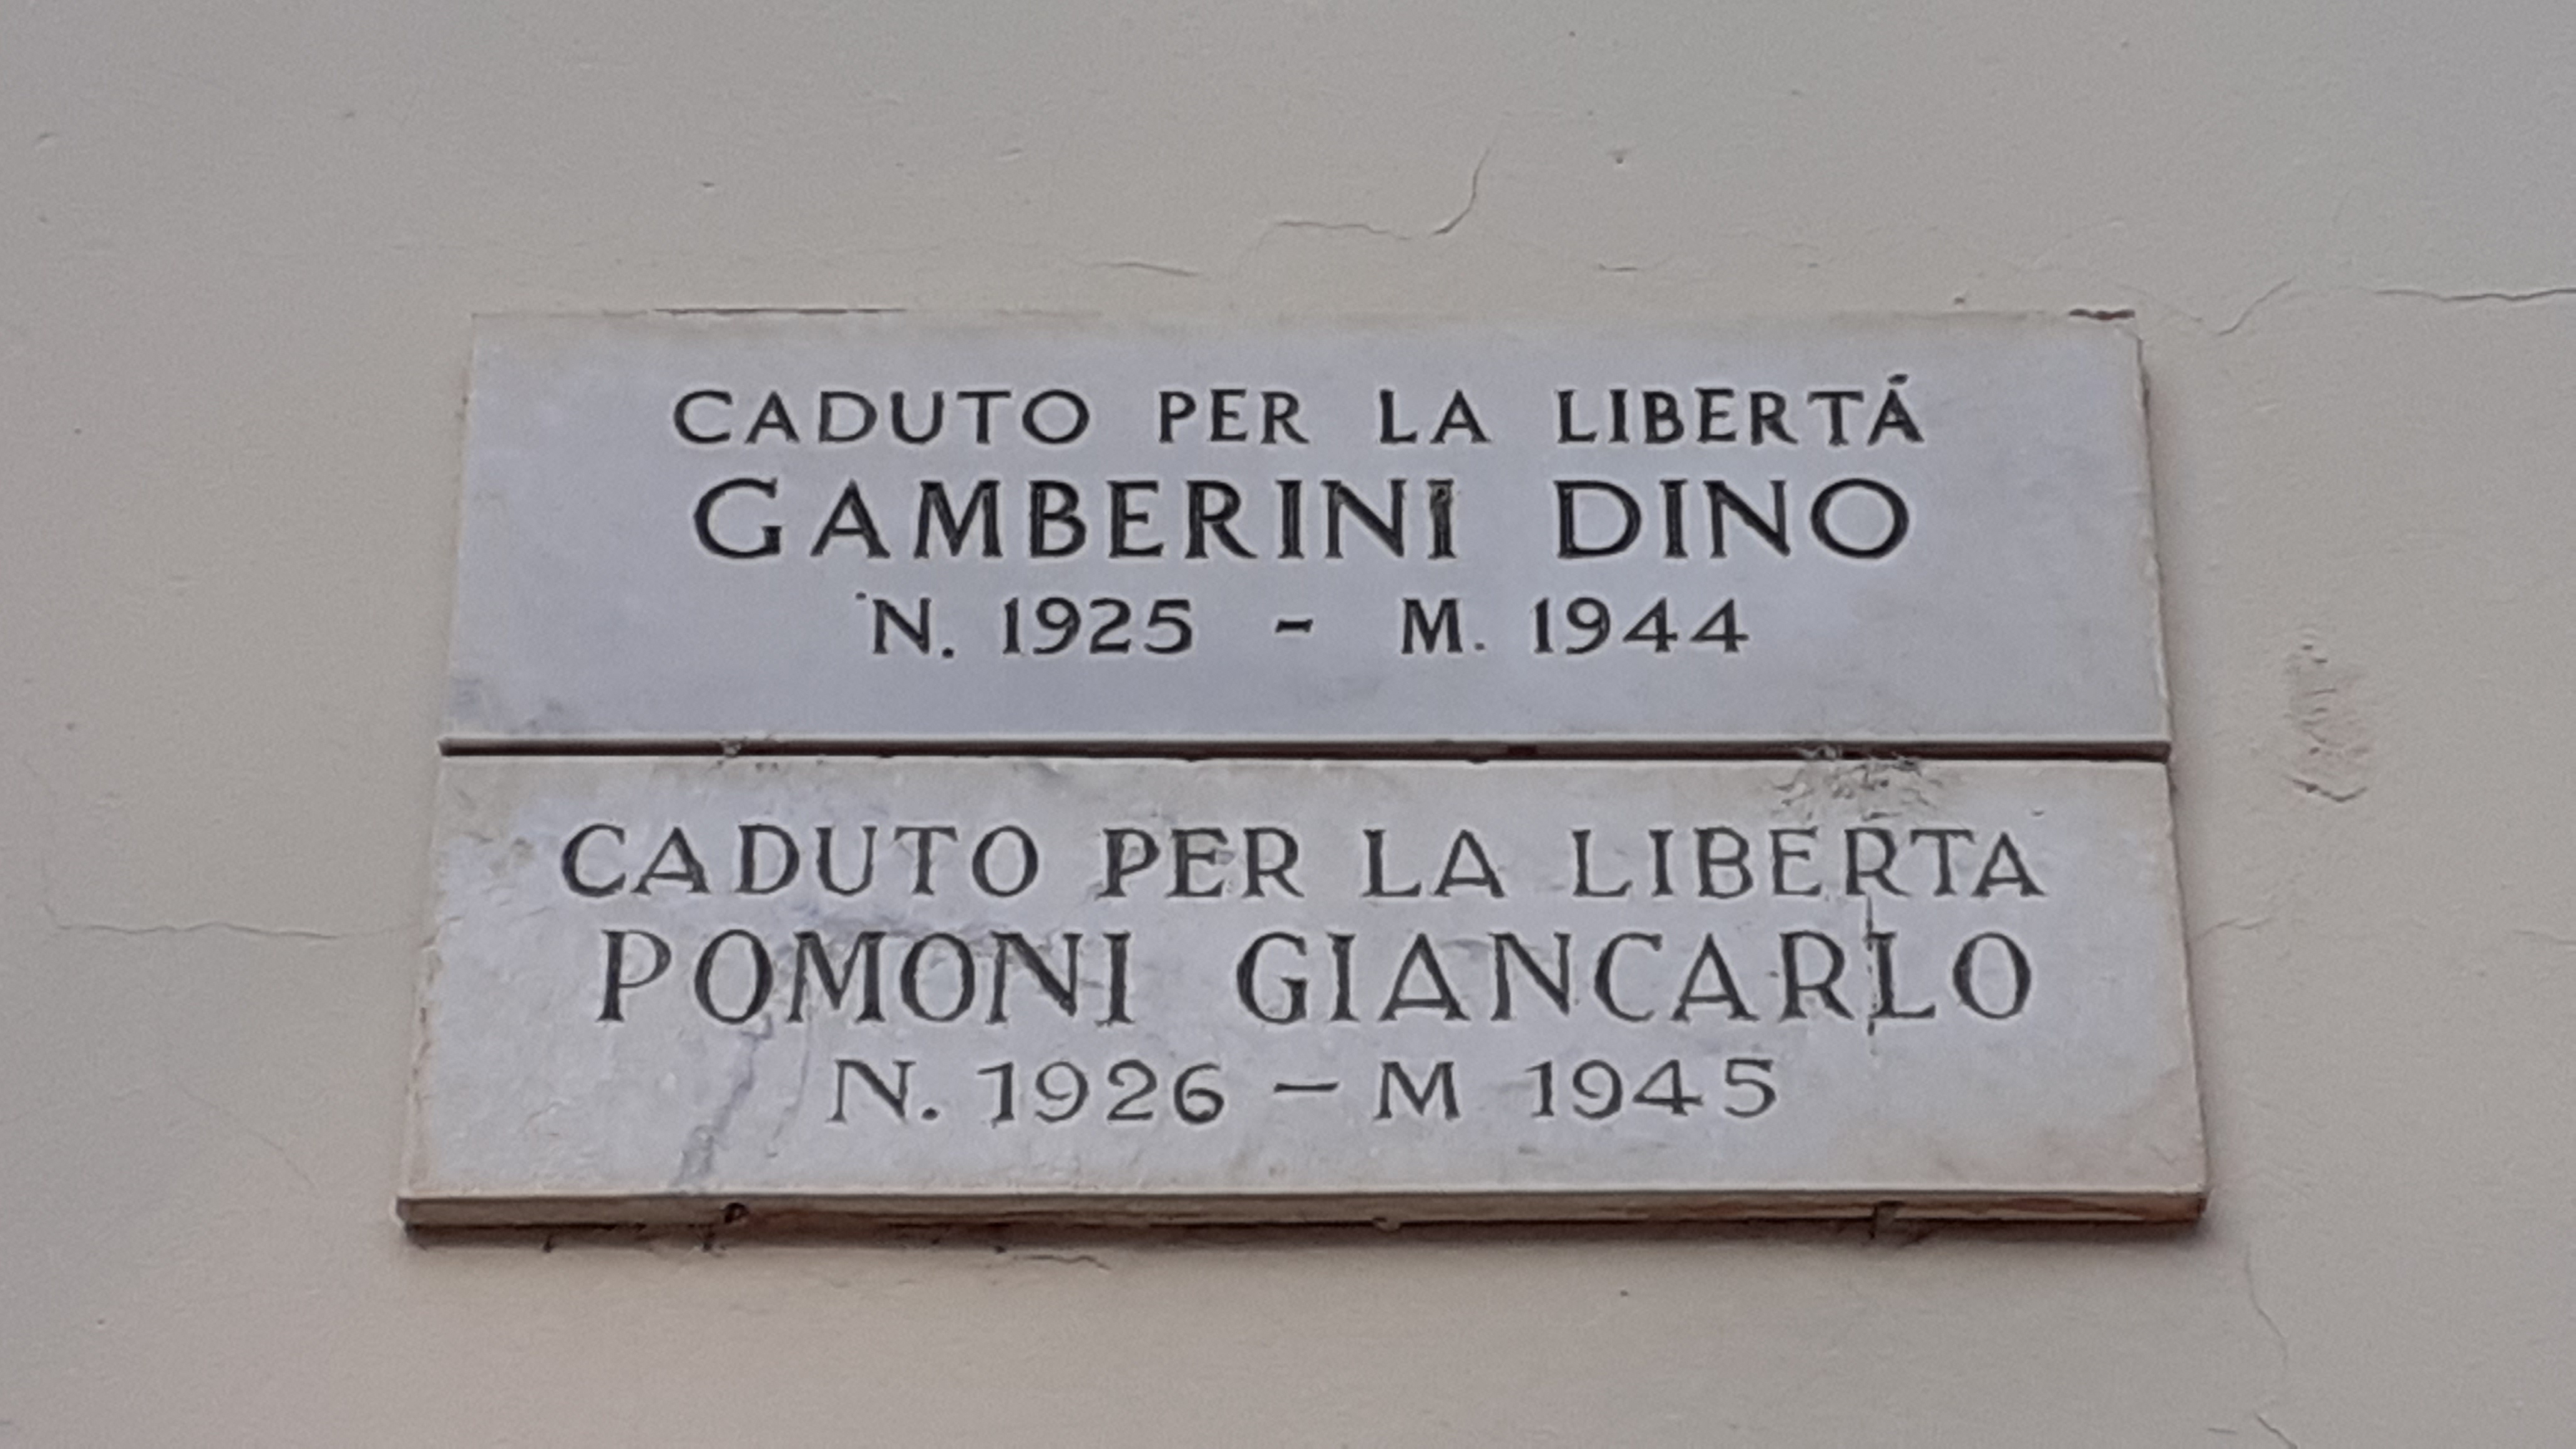 CADUTO PER LA LIBERTÁ
GAMBERINI DINO
N. 1925 - M. 1944
CADUTO PER LA LIBERTA
POMONI GIANCARLO
N. 1926 - M 1945